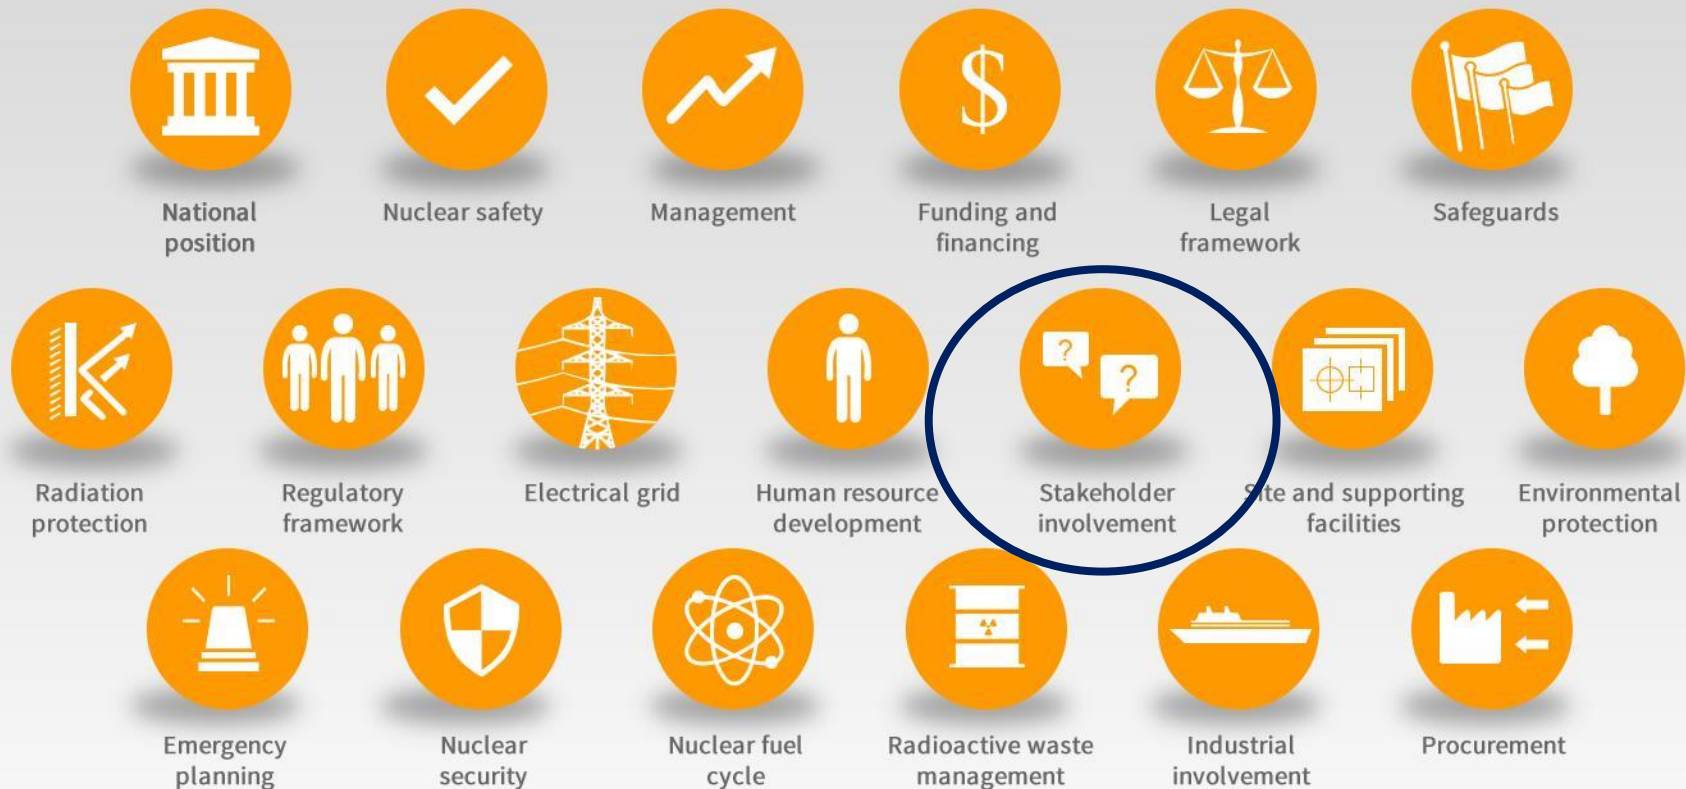 $
National
position
Nuclear safety
Management
Funding and
financing
Legal
framework
Safeguards
?
?
Radiation
protection
Regulatory
framework
Electrical grid
Human resource
development
Stakeholder
involvement
Site and supporting
facilities
Environmental
protection
Emergency
planning
Nuclear
security
Nuclear fuel
cycle
Radioactive waste
management
Industrial
involvement
Procurement